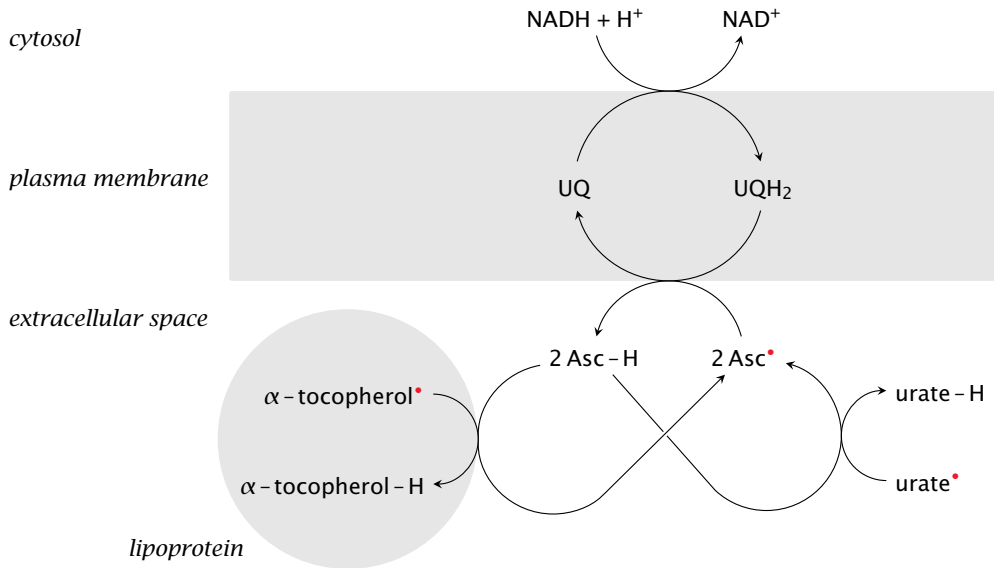 NADH + H⁺ NAD⁺
cytosol
plasma membrane
UQ UQH₂
extracellular space
2 Asc – H 2 Asc•
α – tocopherol• urate – H
α – tocopherol – H urate•
lipoprotein